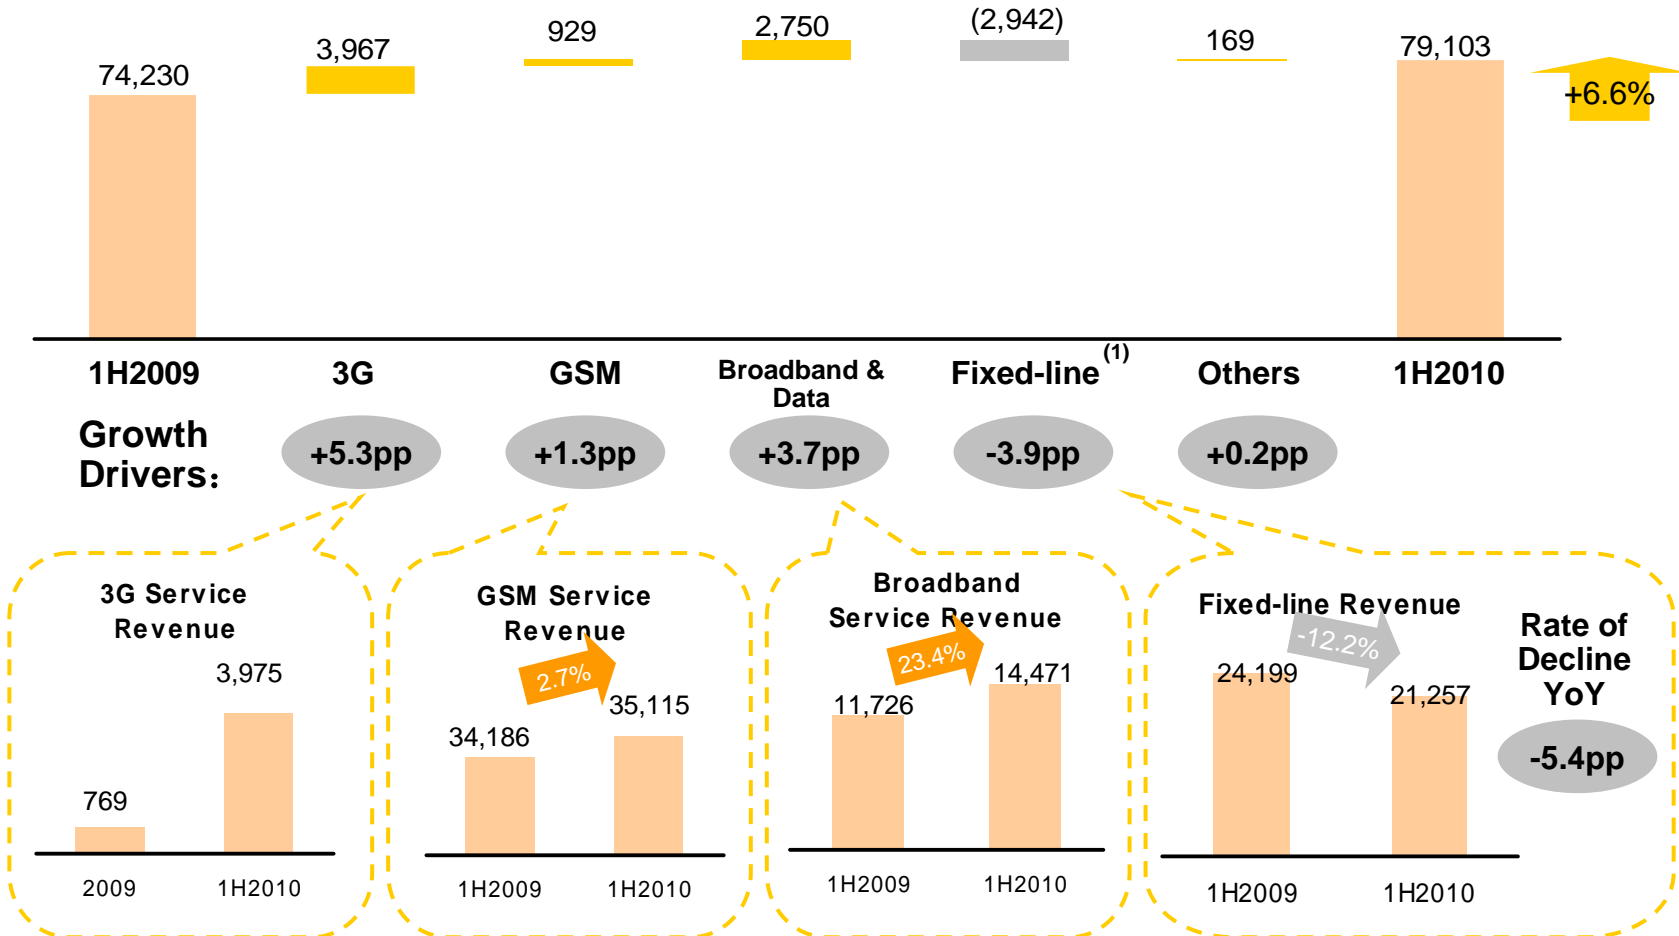 74,230
3,967
929
2,750
(2,942)
169
79,103
+6.6%
1H2009
3G
GSM
Broadband &
Data
Fixed-line(1)
Others
1H2010
Growth
Drivers：
+5.3pp
+1.3pp
+3.7pp
-3.9pp
+0.2pp
3G Service
Revenue
769
3,975
2009
1H2010
GSM Service
Revenue
2.7%
34,186
35,115
1H2009
1H2010
Broadband
Service Revenue
23.4%
11,726
14,471
1H2009
1H2010
Fixed-line Revenue
-12.2%
24,199
21,257
1H2009
1H2010
Rate of
Decline
YoY
-5.4pp